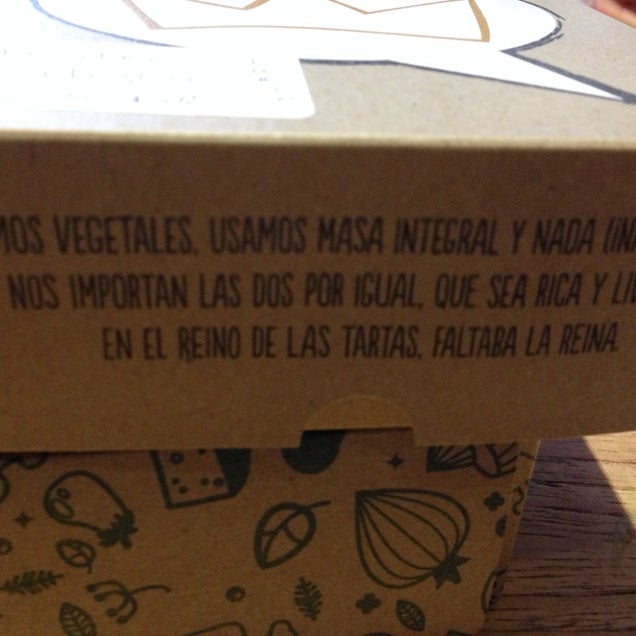 VEGETALES. USAMOS MASA INTEGRAL Y NADA
NOS IMPORTAN LAS DOS POR IGUAL, QUE SEA RICA Y
EN EL REINO DE LAS TARTAS, FALTABA LA REINA.